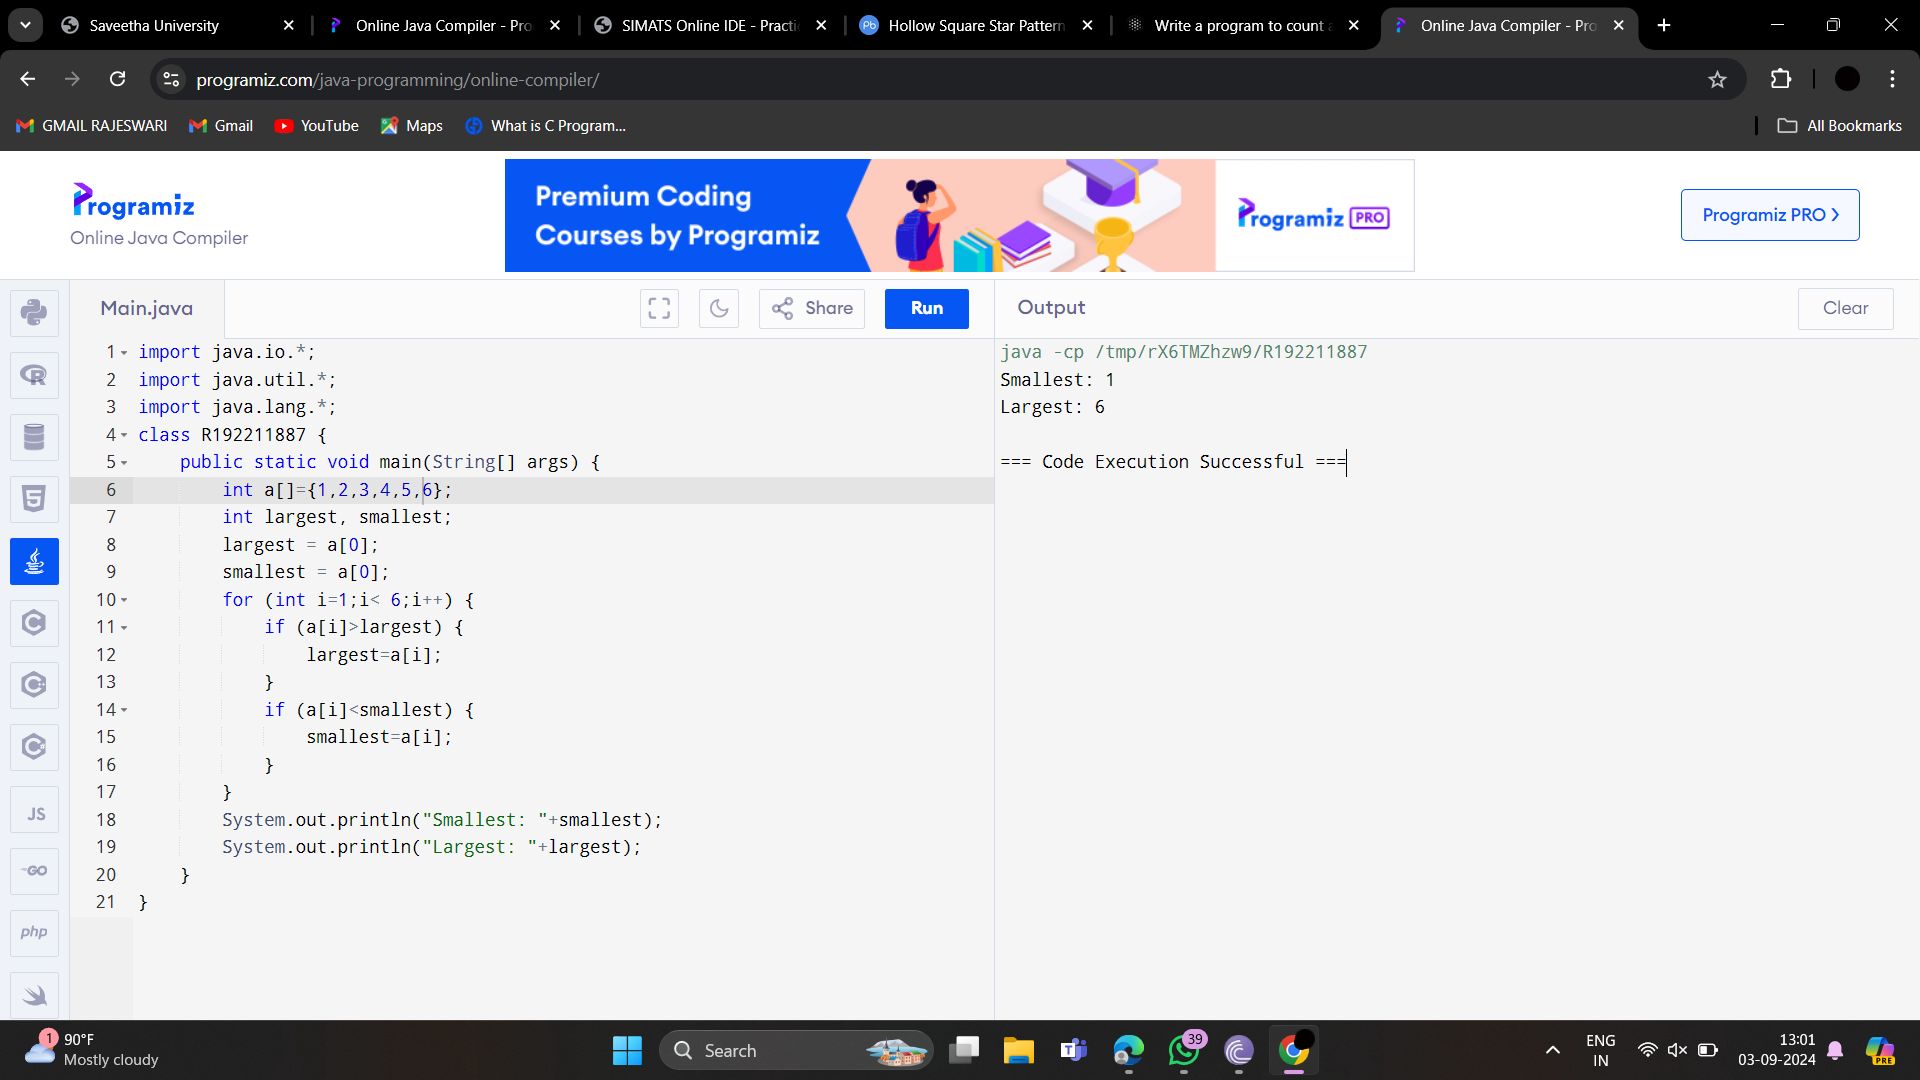 Saveetha University
Online Java Compiler - Pro
SIMATS Online IDE - Practi
Hollow Square Star Pattern
Write a program to count a
Online Java Compiler - Pro
programiz.com/java-programming/online-compiler/
GMAIL RAJESWARI
Gmail
YouTube
Maps
What is C Program...
All Bookmarks
Programiz
Online Java Compiler
Premium Coding
Courses by Programiz
Programiz PRO
Programiz PRO ›
Main.java
Share
Run
Output
Clear
1 import java.io.*;
2 import java.util.*;
3 import java.lang.*;
4 class R192211887 {
5 public static void main(String[] args) {
6 int a[]={1,2,3,4,5,6};
7 int largest, smallest;
8 largest = a[0];
9 smallest = a[0];
10 for (int i=1;i< 6;i++) {
11 if (a[i]>largest) {
12 largest=a[i];
13 }
14 if (a[i]<smallest) {
15 smallest=a[i];
16 }
17 }
18 System.out.println("Smallest: "+smallest);
19 System.out.println("Largest: "+largest);
20 }
21 }
java -cp /tmp/rX6TMZhzw9/R192211887
Smallest: 1
Largest: 6
=== Code Execution Successful ===
R
5
C
C
C
JS
GO
php
1
90°F
Mostly cloudy
Search
39
ENG
IN
13:01
03-09-2024
PRE